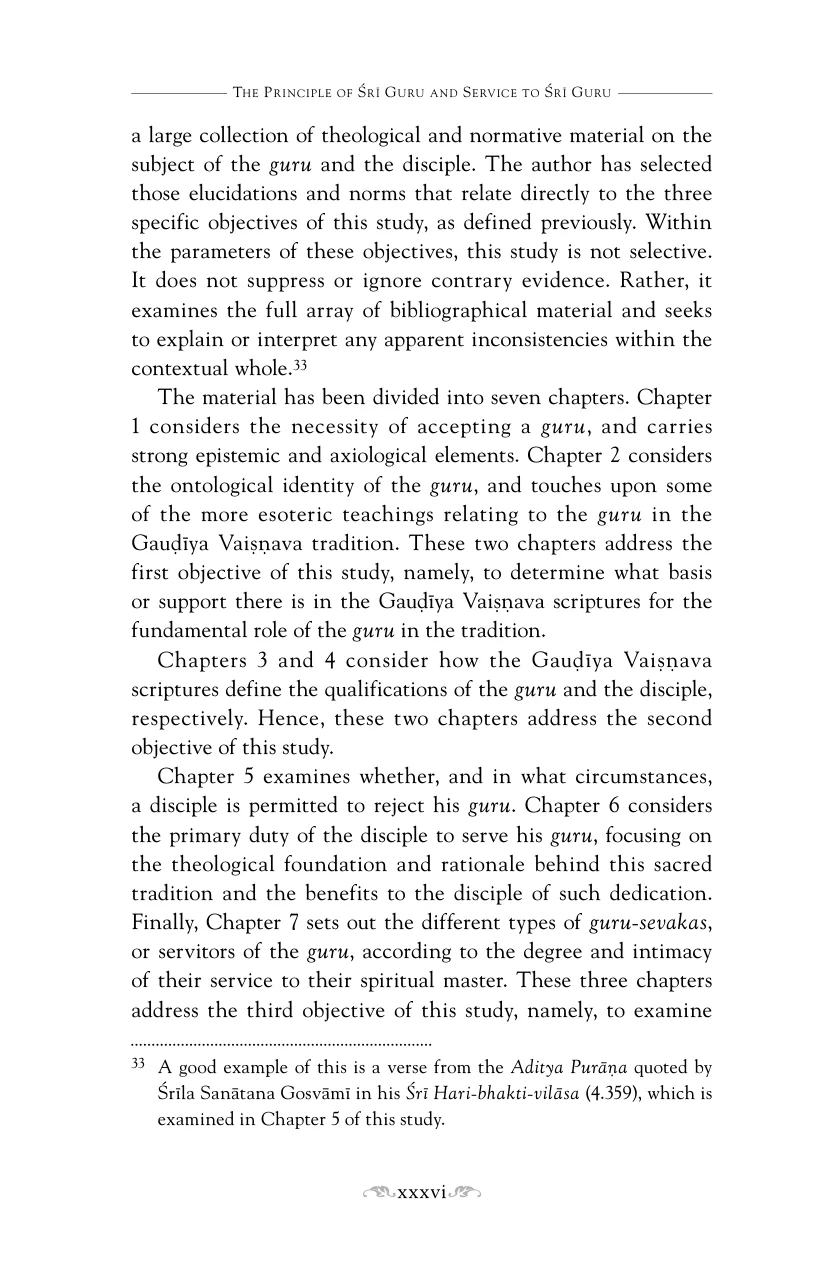 The Principle of Śrī Guru and Service to Śrī Guru
a large collection of theological and normative material on the
subject of the guru and the disciple. The author has selected
those elucidations and norms that relate directly to the three
specific objectives of this study, as defined previously. Within
the parameters of these objectives, this study is not selective.
It does not suppress or ignore contrary evidence. Rather, it
examines the full array of bibliographical material and seeks
to explain or interpret any apparent inconsistencies within the
contextual whole.33
The material has been divided into seven chapters. Chapter
1 considers the necessity of accepting a guru, and carries
strong epistemic and axiological elements. Chapter 2 considers
the ontological identity of the guru, and touches upon some
of the more esoteric teachings relating to the guru in the
Gauḍīya Vaiṣṇava tradition. These two chapters address the
first objective of this study, namely, to determine what basis
or support there is in the Gauḍīya Vaiṣṇava scriptures for the
fundamental role of the guru in the tradition.
Chapters 3 and 4 consider how the Gauḍīya Vaiṣṇava
scriptures define the qualifications of the guru and the disciple,
respectively. Hence, these two chapters address the second
objective of this study.
Chapter 5 examines whether, and in what circumstances,
a disciple is permitted to reject his guru. Chapter 6 considers
the primary duty of the disciple to serve his guru, focusing on
the theological foundation and rationale behind this sacred
tradition and the benefits to the disciple of such dedication.
Finally, Chapter 7 sets out the different types of guru-sevakas,
or servitors of the guru, according to the degree and intimacy
of their service to their spiritual master. These three chapters
address the third objective of this study, namely, to examine
33 A good example of this is a verse from the Aditya Purāṇa quoted by
Śrīla Sanātana Gosvāmī in his Śrī Hari-bhakti-vilāsa (4.359), which is
examined in Chapter 5 of this study.
xxxvi